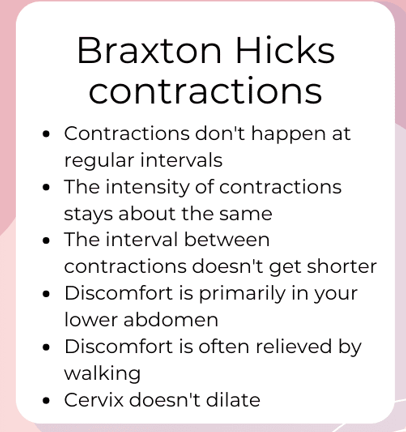 Braxton Hicks
contractions
• Contractions don't happen at
regular intervals
• The intensity of contractions
stays about the same
• The interval between
contractions doesn't get shorter
• Discomfort is primarily in your
lower abdomen
• Discomfort is often relieved by
walking
• Cervix doesn't dilate